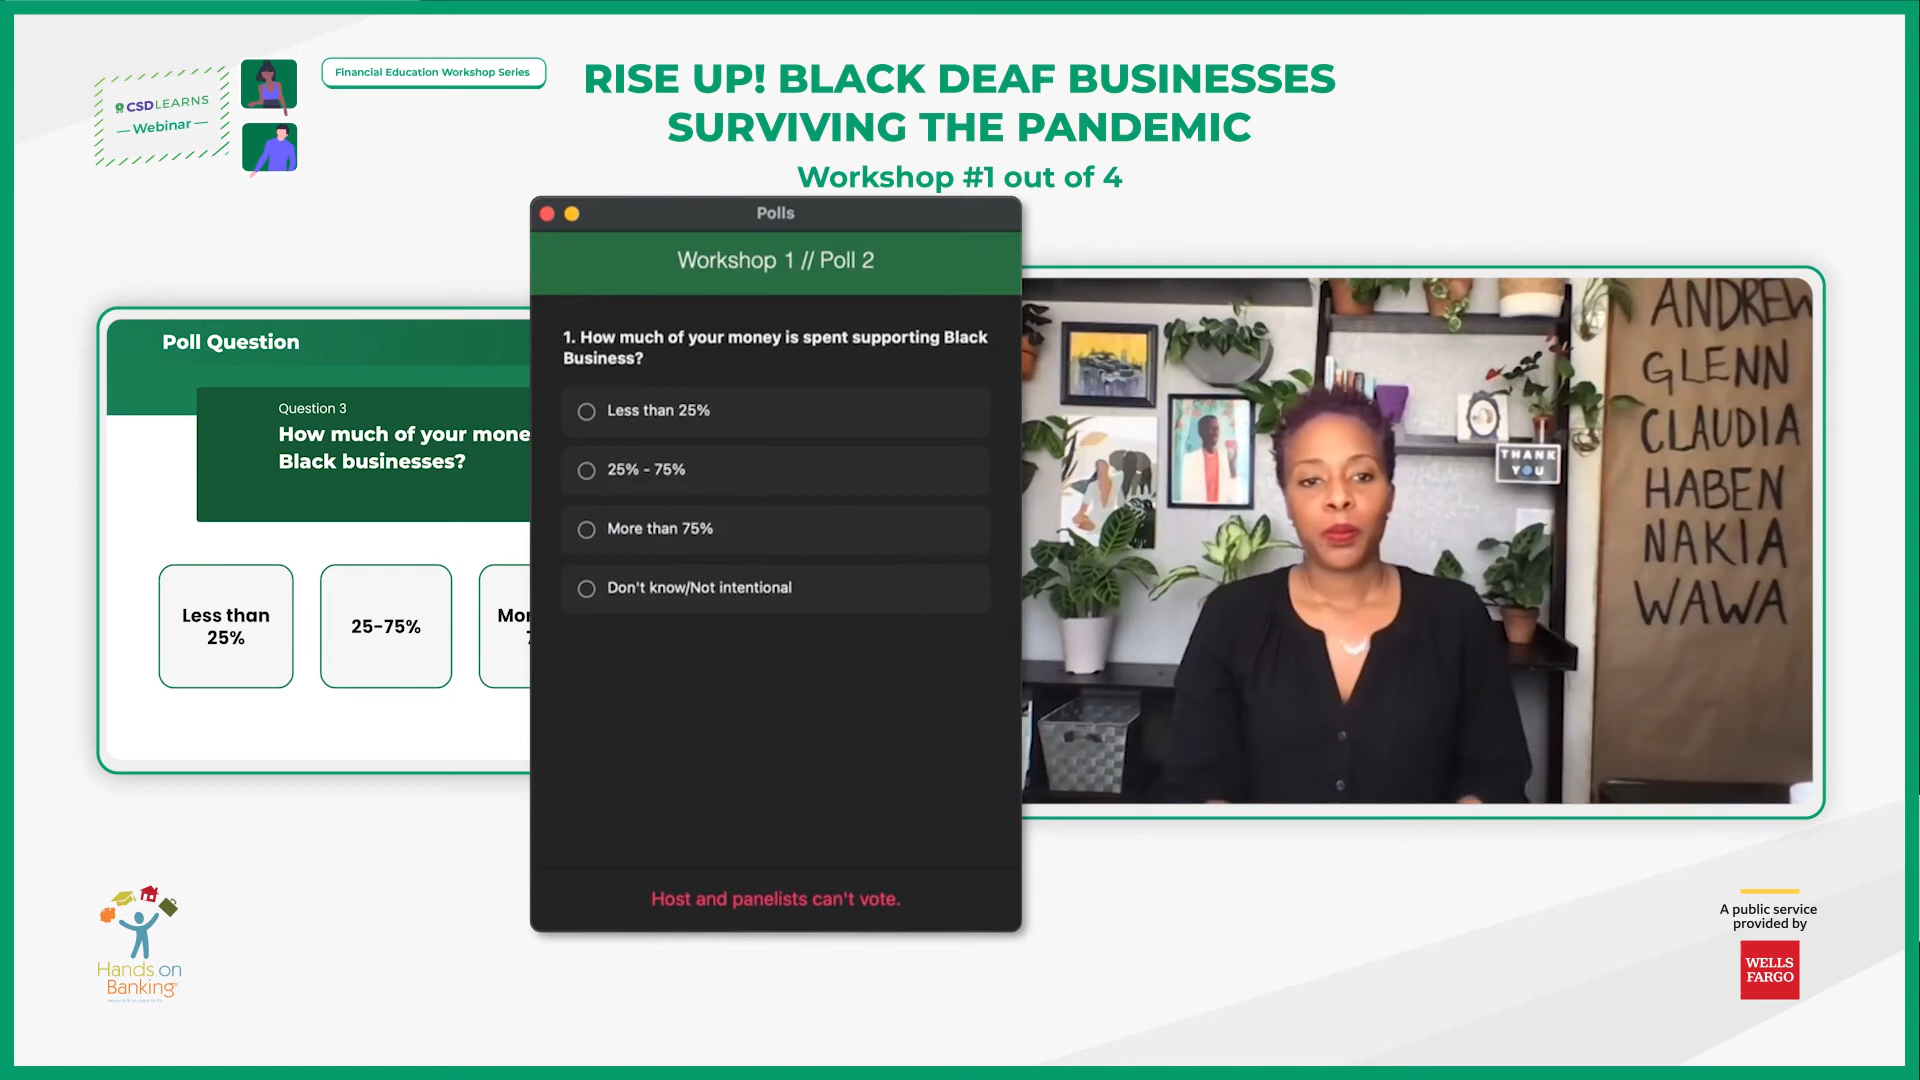 CSDLEARNS
Webinar
Financial Education Workshop Series
RISE UP! BLACK DEAF BUSINESSES
SURVIVING THE PANDEMIC
Workshop #1 out of 4
Poll Question
Question 3
How much of your mone
Black businesses?
Less than
25%
25-75%
Mor
Polls
Workshop 1 // Poll 2
1. How much of your money is spent supporting Black
Business?
Less than 25%
25% - 75%
More than 75%
Don't know/Not intentional
Host and panelists can't vote.
THANK
YOU
ANDREW
GLENN
CLAUDIA
HABEN
NAKIA
WAWA
Hands on
Banking
A public service
provided by
WELLS
FARGO